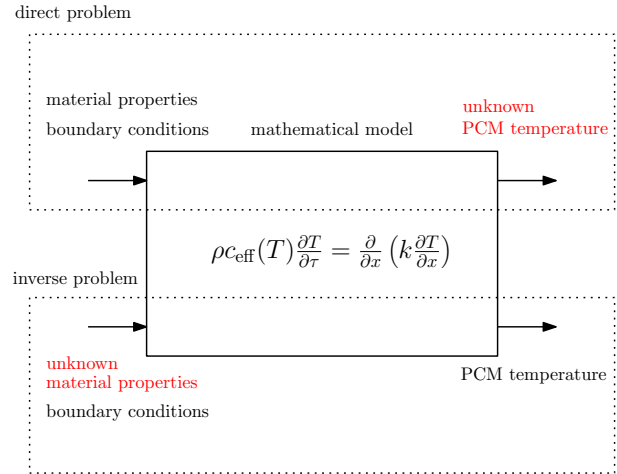 direct problem
material properties
unknown
boundary conditions
mathematical model
PCM temperature
ρc_eff(T) ∂T/∂τ = ∂/∂x (k ∂T/∂x)
inverse problem
unknown
material properties
PCM temperature
boundary conditions